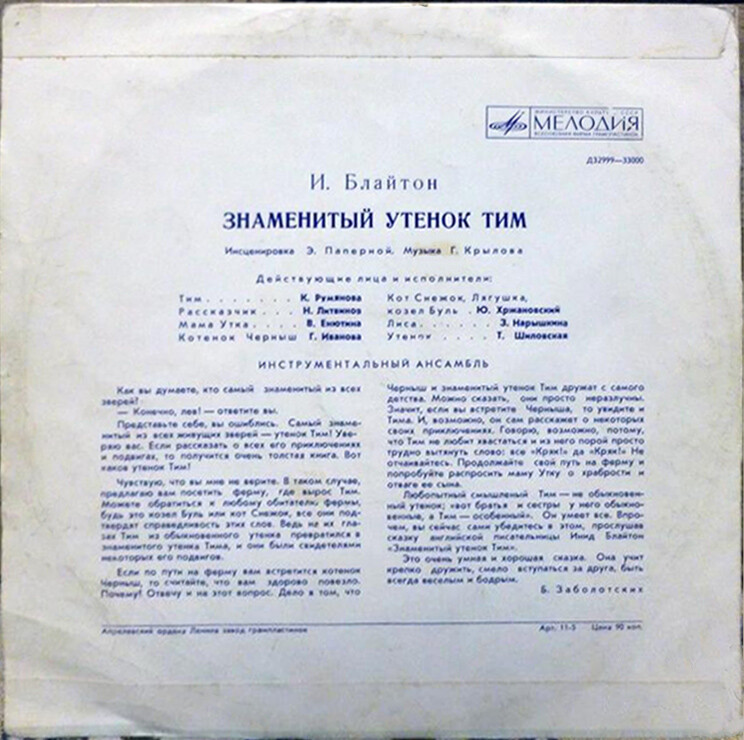 МИНИСТЕРСТВО КУЛЬТУРЫ СССР
МЕЛОДИЯ
ВСЕСОЮЗНАЯ ФИРМА ГРАМПЛАСТИНОК
Д32999—33000
И. Блайтон
ЗНАМЕНИТЫЙ УТЕНОК ТИМ
Инсценировка Э. Паперной. Музыка Г. Крылова
Действующие лица и исполнители:
Тим . . . . . . . К. Румянова
Рассказчик . . . Н. Литвинов
Мама Утка . . . . В. Енютина
Котенок Черныш Г. Иванова
Кот Снежок, Лягушка,
козел Буль . Ю. Хржановский
Лиса . . . . . . З. Нарышкина
Утенок . . . . Т. Шиловская
ИНСТРУМЕНТАЛЬНЫЙ АНСАМБЛЬ
Как вы думаете, кто самый знаменитый из всех
зверей?
— Конечно, лев! — ответите вы.
Представьте себе, вы ошиблись. Самый знаме-
нитый из всех живущих зверей — утенок Тим! Уве-
ряю вас. Если рассказать о всех его приключениях
и подвигах, то получится очень толстая книга. Вот
каков утенок Тим!
Чувствую, что вы мне не верите. В таком случае,
предлагаю вам посетить ферму, где вырос Тим.
Можете обратиться к любому обитателю фермы,
будь это козел Буль или кот Снежок, все они под-
твердят справедливость этих слов. Ведь на их гла-
зах Тим из обыкновенного утенка превратился в
знаменитого утенка Тима, и они были свидетелями
некоторых его подвигов.
Если по пути на ферму вам встретится котенок
Черныш, то считайте, что вам здорово повезло.
Почему? Отвечу и на этот вопрос. Дело в том, что
Черныш и знаменитый утенок Тим дружат с самого
детства. Можно сказать, они просто неразлучны.
Значит, если вы встретите Черныша, то увидите и
Тима. И, возможно, он сам расскажет о некоторых
своих приключениях. Говорю, возможно, потому,
что Тим не любит хвастаться и из него порой просто
трудно вытянуть слово: все «Кряк!» да «Кряк!» Не
отчаивайтесь. Продолжайте свой путь на ферму и
попробуйте расспросить маму Утку о храбрости и
отваге ее сына.
Любопытный смышленый Тим — не обыкновен-
ный утенок; «вот братья и сестры у него обыкно-
венные, а Тим — особенный». Он умеет все. Впро-
чем, вы сейчас сами убедитесь в этом, прослушав
сказку английской писательницы Инид Блайтон
«Знаменитый утенок Тим».
Это очень умная и хорошая сказка. Она учит
крепко дружить, смело вступаться за друга, быть
всегда веселым и бодрым.
Б. Заболотских
Апрелевский ордена Ленина завод грампластинок
Арт. 11-5 Цена 90 коп.